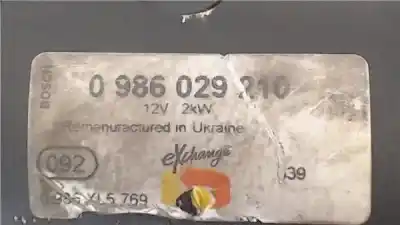 BOSCH
0 986 029 210
12V 2kW
Remanufactured in Ukraine
eXchange
092
39
986 XL5 769